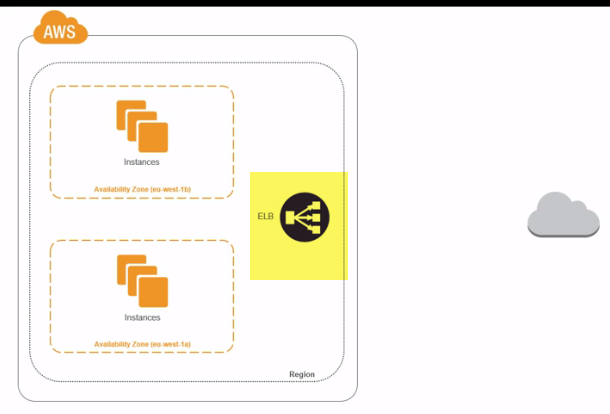 AWS
Instances
Availability Zone (eu-west-1b)
ELB
Instances
Availability Zone (eu-west-1a)
Region